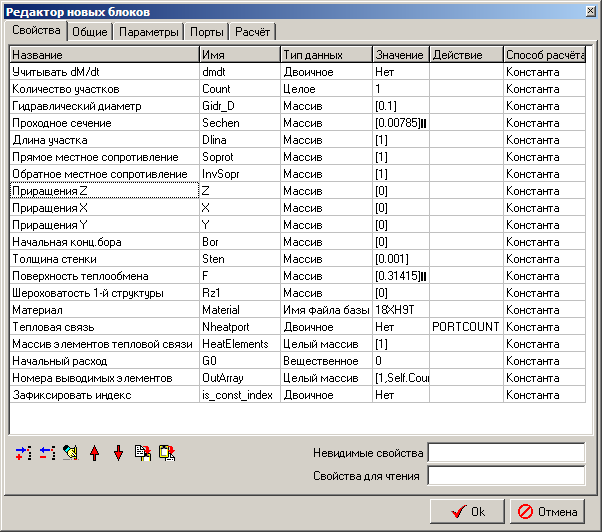 Редактор новых блоков
Свойства Общие Параметры Порты Расчёт
Название Имя Тип данных Значение Действие Способ расчёта
Учитывать dM/dt dmdt Двоичное Нет Константа
Количество участков Count Целое 1 Константа
Гидравлический диаметр Gidr_D Массив [0.1] Константа
Проходное сечение Sechen Массив [0.00785] Константа
Длина участка Dlina Массив [1] Константа
Прямое местное сопротивление Soprot Массив [1] Константа
Обратное местное сопротивление InvSopr Массив [1] Константа
Приращения Z Z Массив [0] Константа
Приращения X X Массив [0] Константа
Приращения Y Y Массив [0] Константа
Начальная конц.бора Bor Массив [0] Константа
Толщина стенки Sten Массив [0.001] Константа
Поверхность теплообмена F Массив [0.31415] Константа
Шероховатость 1-й структуры Rz1 Массив [0] Константа
Материал Material Имя файла базы 18ХН9Т Константа
Тепловая связь Nheatport Двоичное Нет PORTCOUNT Константа
Массив элементов тепловой связи HeatElements Целый массив [1] Константа
Начальный расход G0 Вещественное 0 Константа
Номера выводимых элементов OutArray Целый массив [1,Self.Cour Константа
Зафиксировать индекс is_const_index Двоичное Нет Константа
Невидимые свойства
Свойства для чтения
Ok Отмена